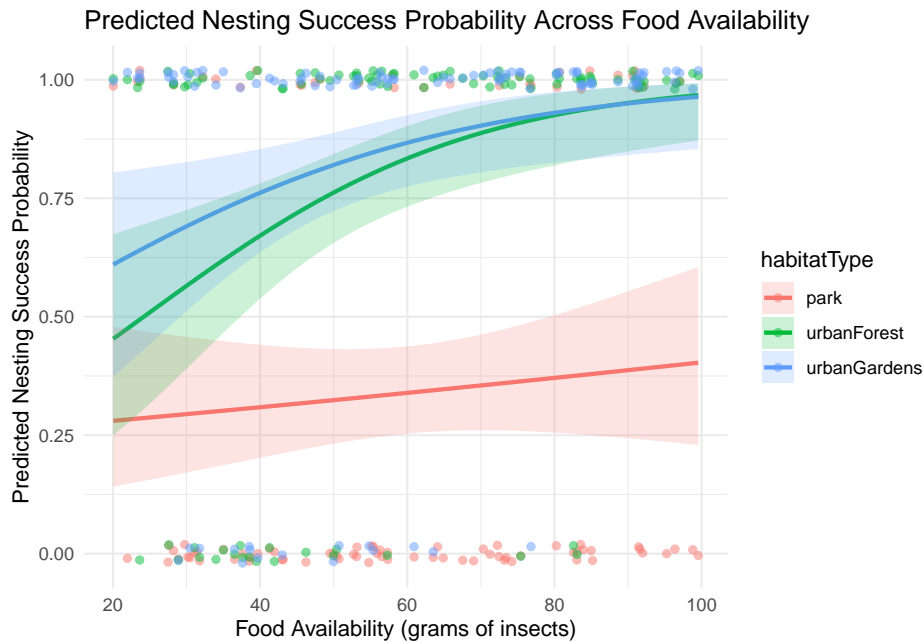 Predicted Nesting Success Probability Across Food Availability
Predicted Nesting Success Probability
1.00
0.75
0.50
0.25
0.00
20
40
60
80
100
Food Availability (grams of insects)
habitatType
park
urbanForest
urbanGardens